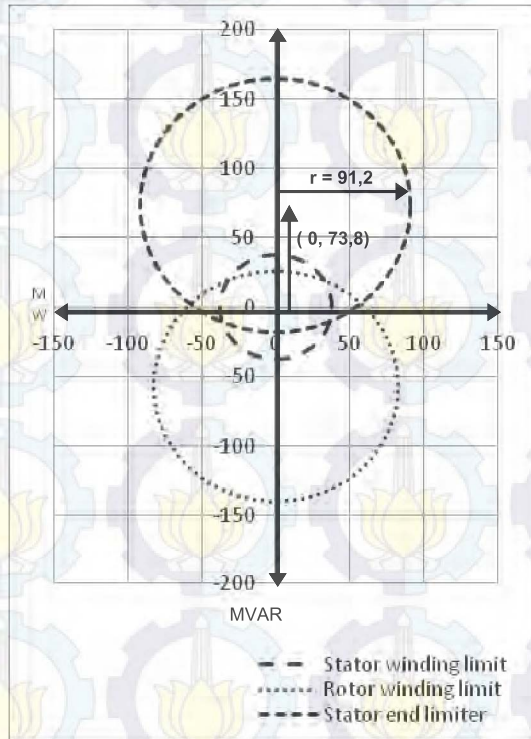 200
150
100
r = 91,2
50
( 0, 73,8)
M
W
0
-150 -100 -50 50 100 150
-50
-100
-150
-200
MVAR
Stator winding limit
Rotor winding limit
Stator end limiter